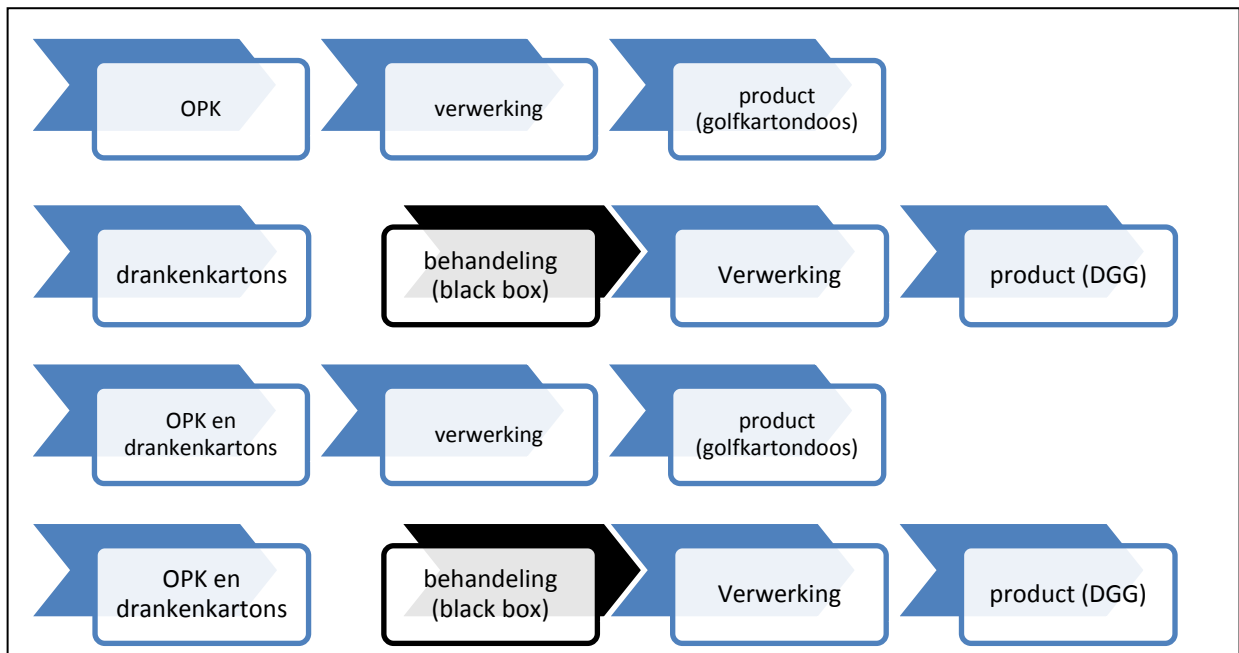 OPK
verwerking
product
(golfkartondoos)
drankenkartons
behandeling
(black box)
Verwerking
product (DGG)
OPK en
drankenkartons
verwerking
product
(golfkartondoos)
OPK en
drankenkartons
behandeling
(black box)
Verwerking
product (DGG)